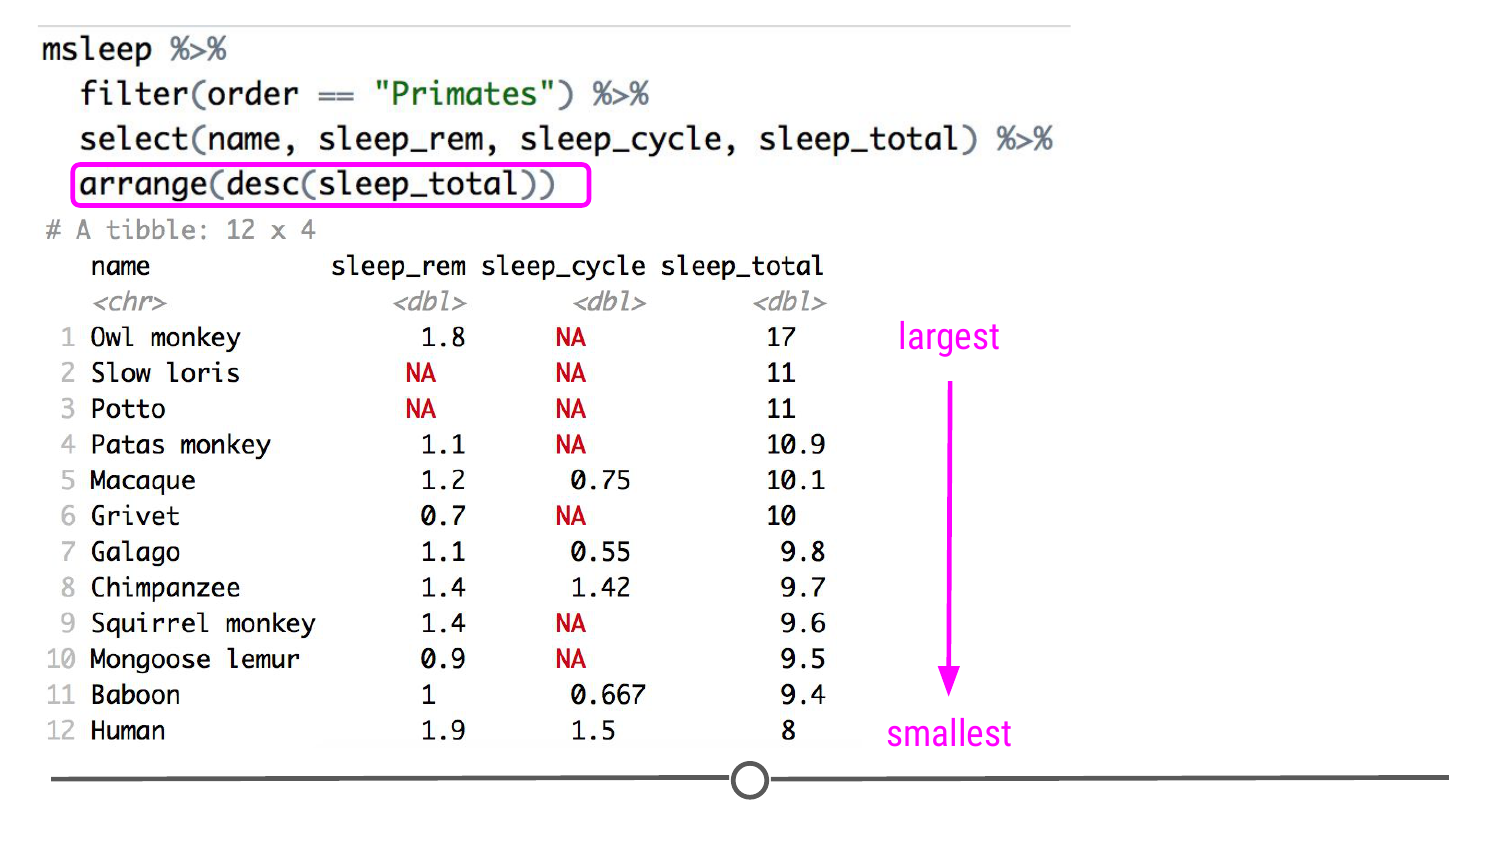 msleep %>%
filter(order == "Primates") %>%
select(name, sleep_rem, sleep_cycle, sleep_total) %>%
arrange(desc(sleep_total))
# A tibble: 12 x 4
name sleep_rem sleep_cycle sleep_total
<chr> <dbl> <dbl> <dbl>
1 Owl monkey 1.8 NA 17 largest
2 Slow loris NA NA 11
3 Potto NA NA 11
4 Patas monkey 1.1 NA 10.9
5 Macaque 1.2 0.75 10.1
6 Grivet 0.7 NA 10
7 Galago 1.1 0.55 9.8
8 Chimpanzee 1.4 1.42 9.7
9 Squirrel monkey 1.4 NA 9.6
10 Mongoose lemur 0.9 NA 9.5
11 Baboon 1 0.667 9.4
12 Human 1.9 1.5 8 smallest